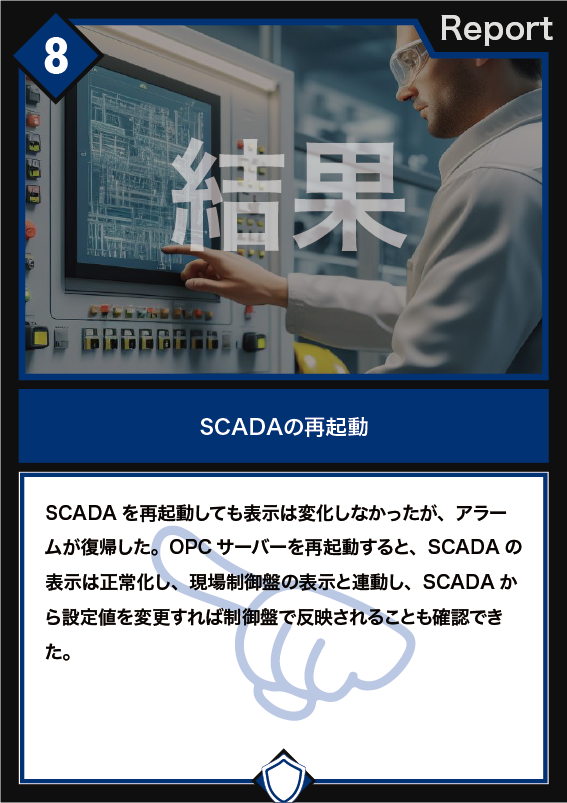 8
Report
結果
SCADAの再起動
SCADA を再起動しても表示は変化しなかったが、アラー
ムが復帰した。OPC サーバーを再起動すると、SCADA の
表示は正常化し、現場制御盤の表示と連動し、SCADA か
ら設定値を変更すれば制御盤で反映されることも確認でき
た。